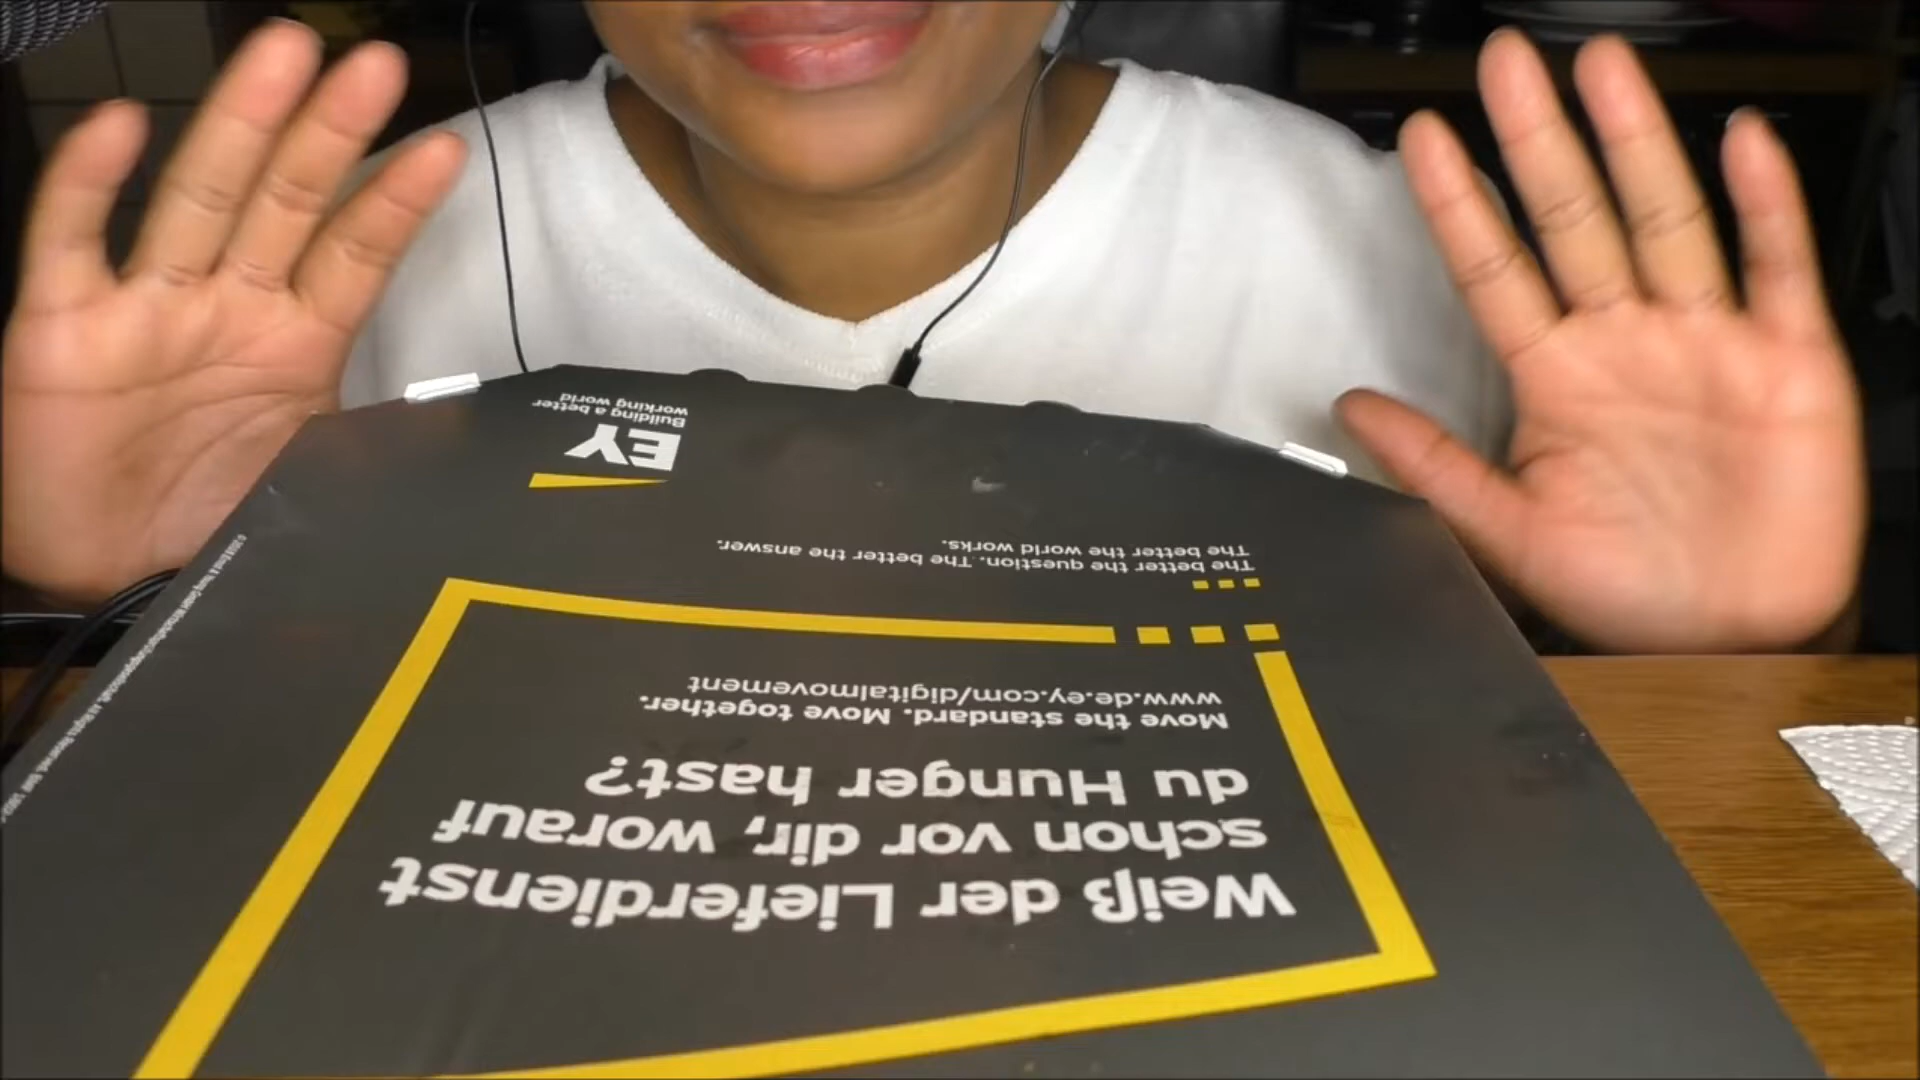 Weiß der Lieferdienst
schon vor dir, worauf
du Hunger hast?
Move the standard. Move together.
www.de.ey.com/digitalmovement
The better the question. The better the answer.
The better the world works.
EY
Building a better
working world